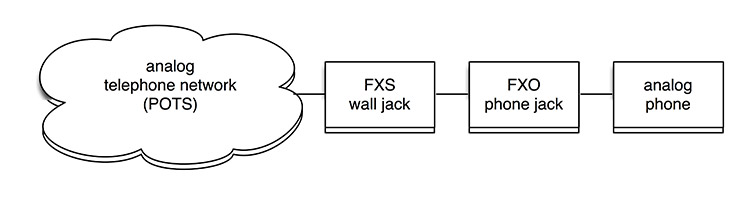 analog
telephone network
(POTS)
FXS
wall jack
FXO
phone jack
analog
phone